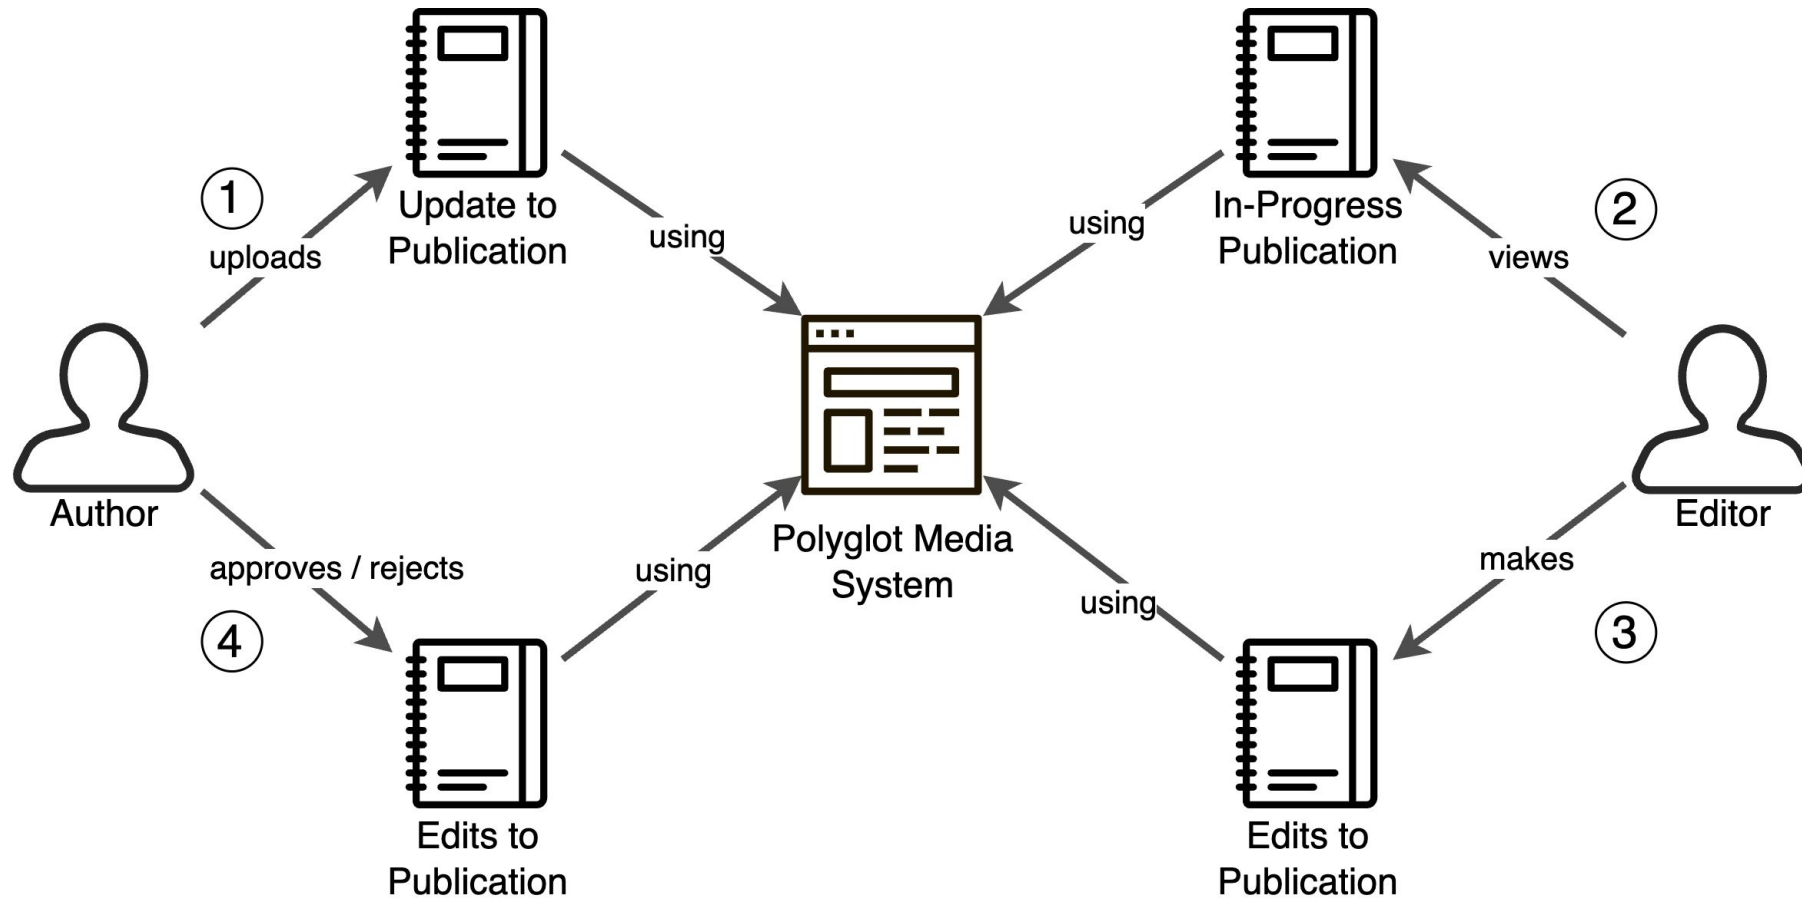 1
uploads
Update to
Publication
using
using
In-Progress
Publication
views
2
Author
Polyglot Media
System
Editor
approves / rejects
4
using
using
makes
3
Edits to
Publication
Edits to
Publication